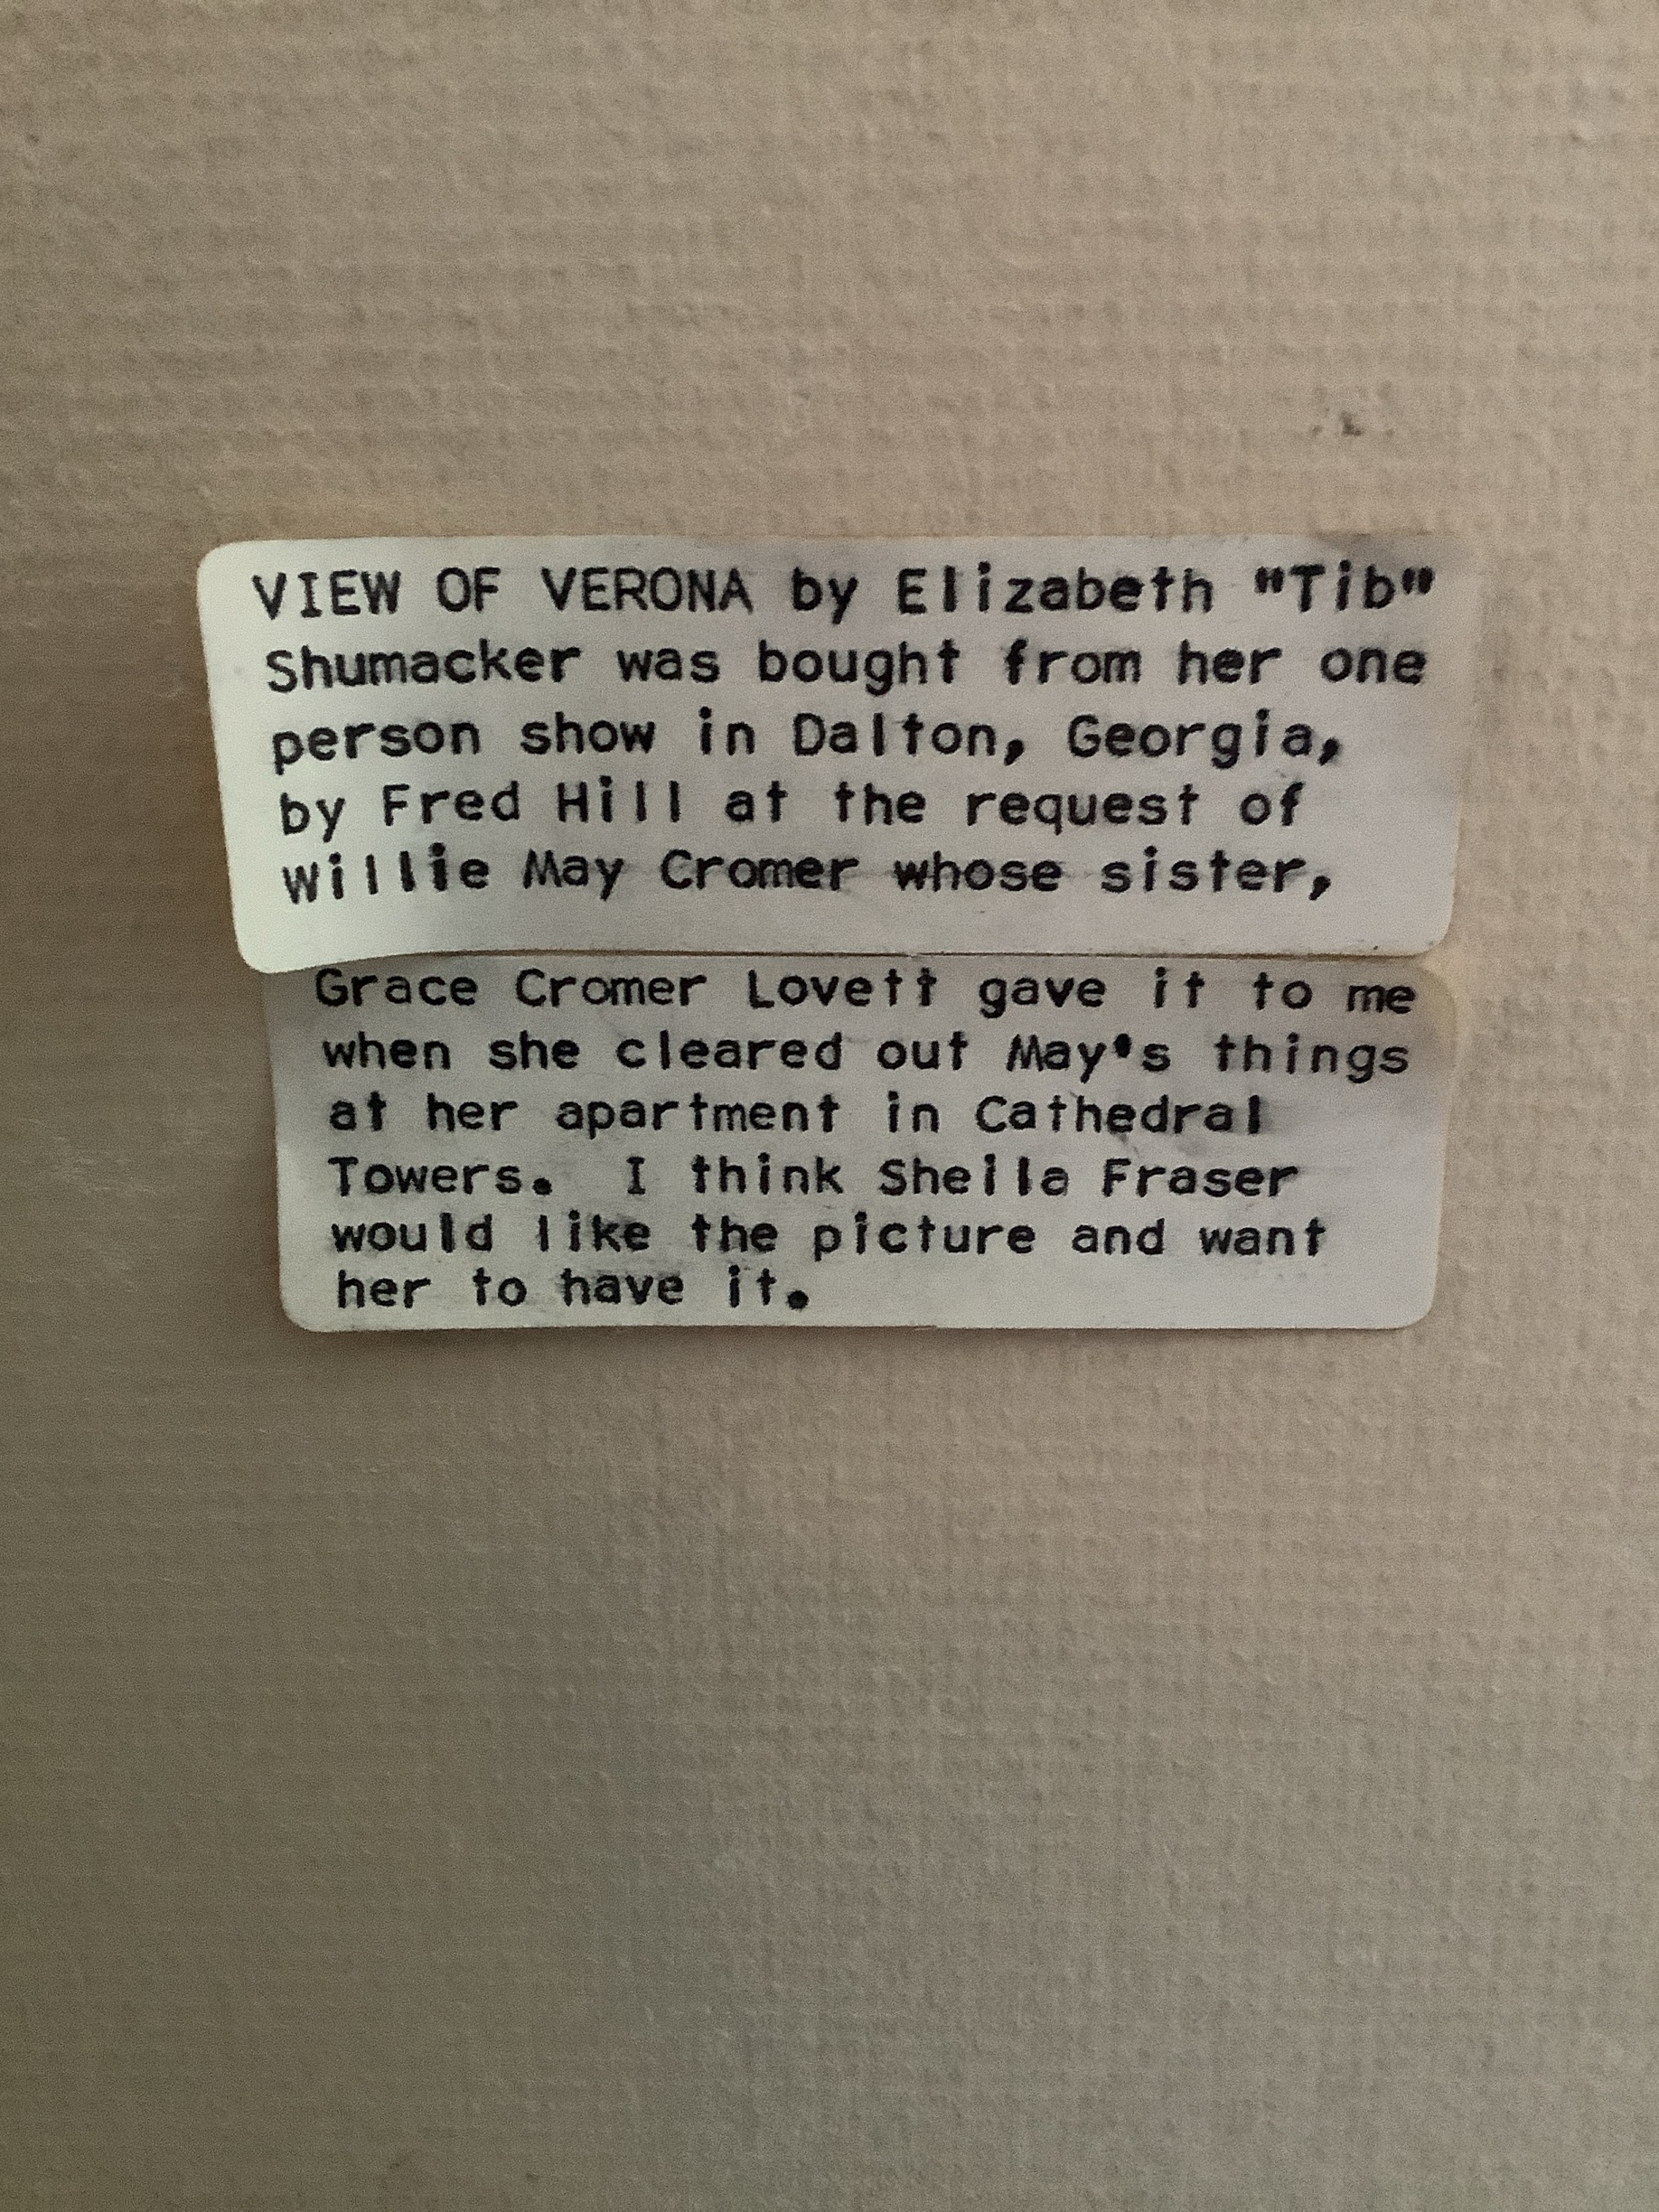 VIEW OF VERONA by Elizabeth "Tib"
Shumacker was bought from her one
person show in Dalton, Georgia,
by Fred Hill at the request of
Willie May Cromer whose sister,
Grace Cromer Lovett gave it to me
when she cleared out May's things
at her apartment in Cathedral
Towers.  I think Sheila Fraser
would like the picture and want
her to have it.